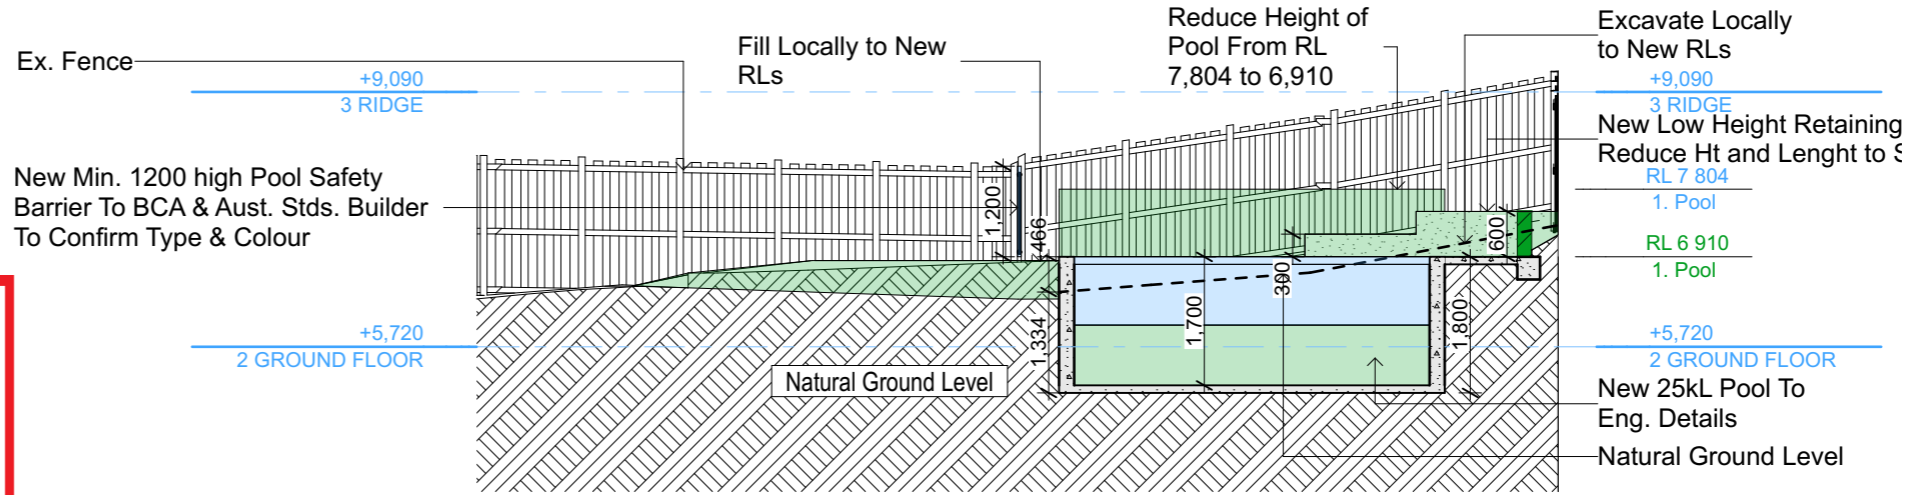 Ex. Fence
+9,090
3 RIDGE
Fill Locally to New
RLs
Reduce Height of
Pool From RL
7,804 to 6,910
Excavate Locally
to New RLs
+9,090
3 RIDGE
New Low Height Retaining
Reduce Ht and Lenght to
RL 7 804
1. Pool
New Min. 1200 high Pool Safety
Barrier To BCA & Aust. Stds. Builder
To Confirm Type & Colour
1,200
466
600
RL 6 910
1. Pool
300
1,700
1,334
1,800
+5,720
2 GROUND FLOOR
+5,720
2 GROUND FLOOR
Natural Ground Level
New 25kL Pool To
Eng. Details
Natural Ground Level